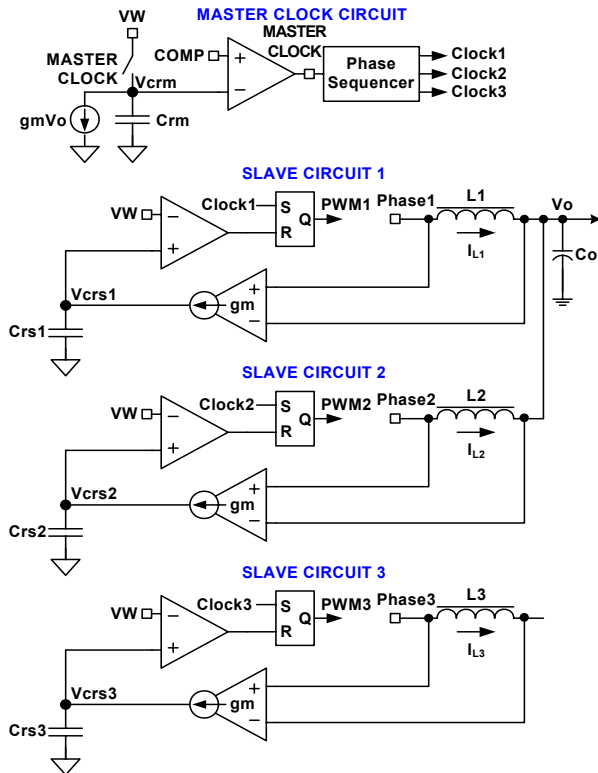 MASTER CLOCK CIRCUIT
VW
MASTER
CLOCK
MASTER
CLOCK
COMP
+
−
Phase
Sequencer
Clock1
Clock2
Clock3
Vcrm
gmVo
Crm
SLAVE CIRCUIT 1
Clock1
S
R
Q
PWM1
Phase1
L1
Vo
VW
−
+
IL1
Co
Vcrs1
gm
+
−
Crs1
SLAVE CIRCUIT 2
Clock2
S
R
Q
PWM2
Phase2
L2
VW
−
+
IL2
Vcrs2
gm
+
−
Crs2
SLAVE CIRCUIT 3
Clock3
S
R
Q
PWM3
Phase3
L3
VW
−
+
IL3
Vcrs3
gm
+
−
Crs3